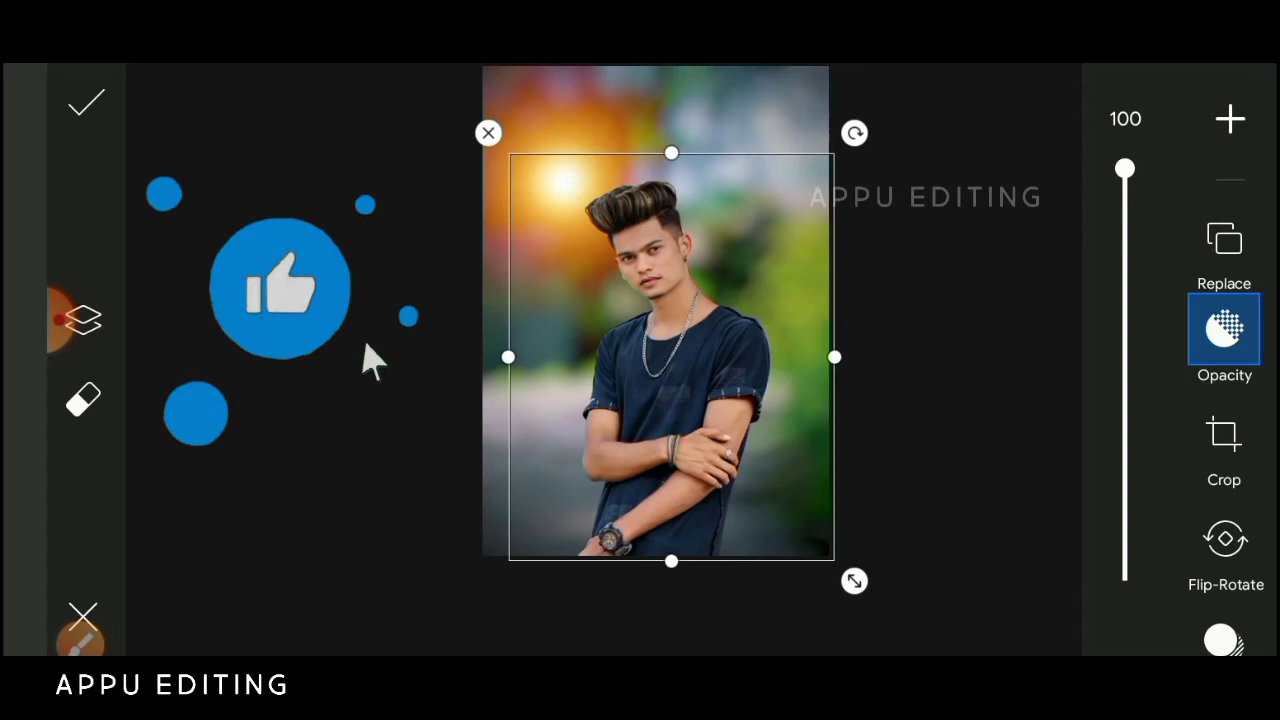 100
APPU EDITING
Replace
Opacity
Crop
Flip-Rotate
APPU EDITING